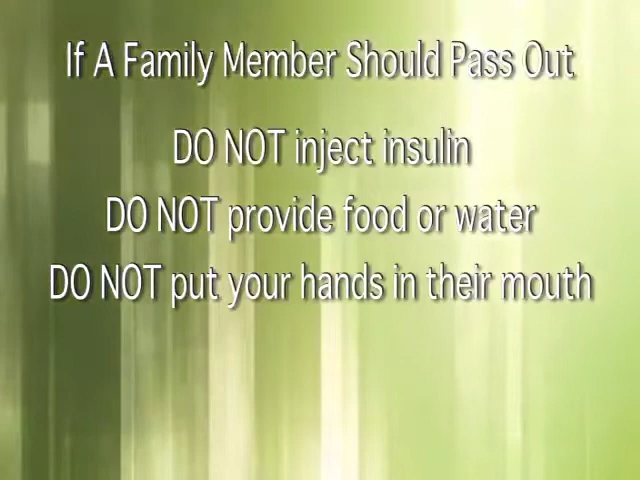 If A Family Member Should Pass Out
DO NOT inject insulin
DO NOT provide food or water
DO NOT put your hands in their mouth